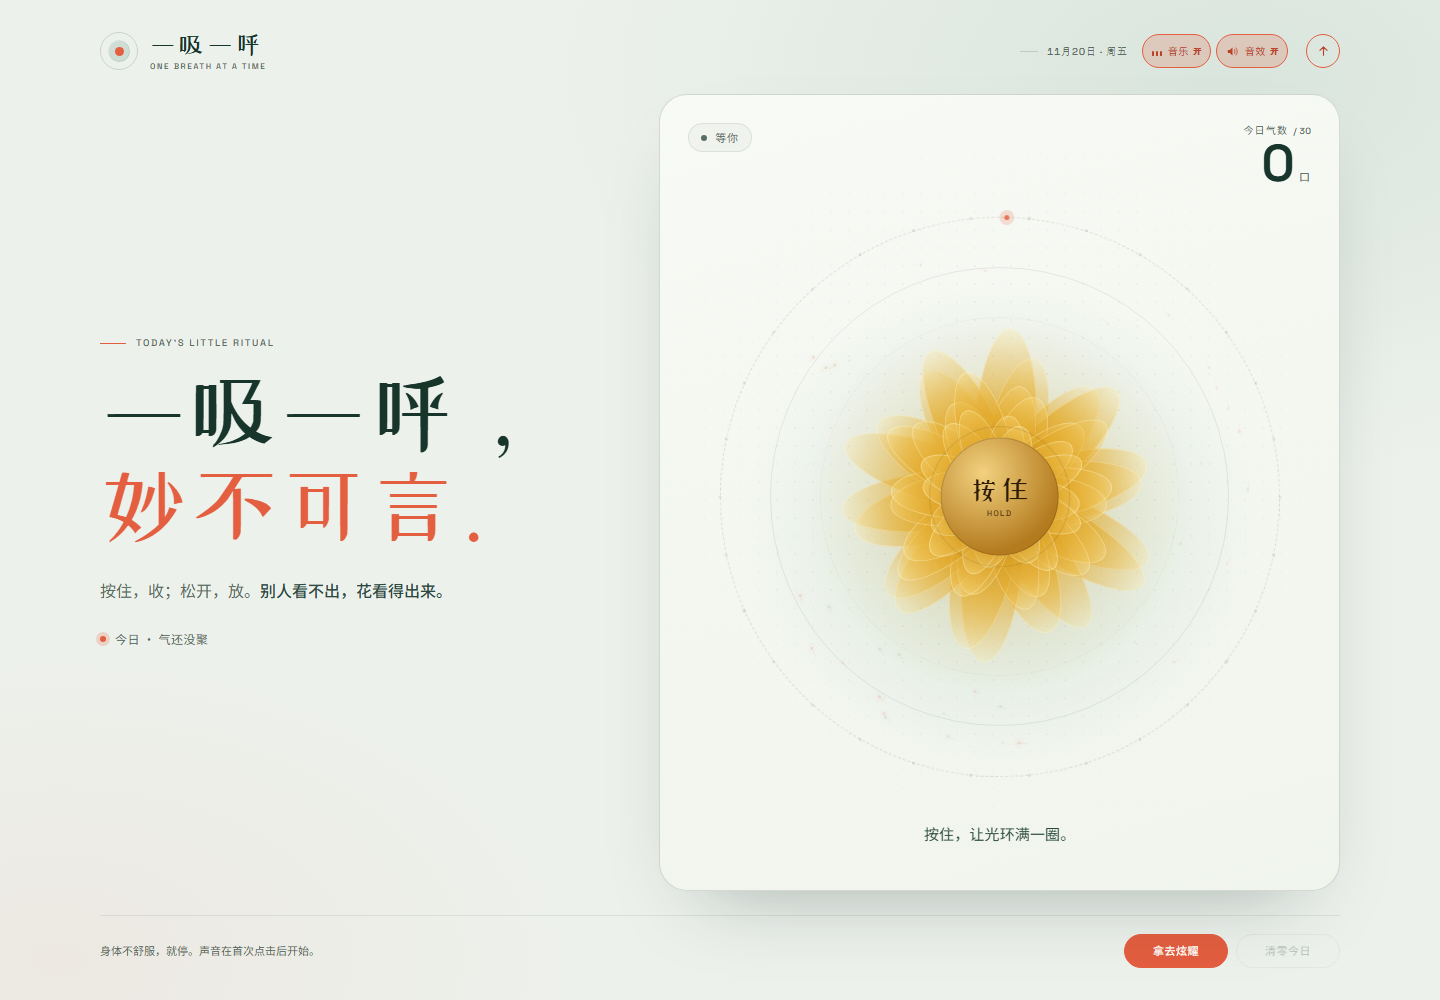 一吸一呼
ONE BREATH AT A TIME
11月20日 · 周五
音乐 开
音效 开
等你
今日气数 / 30
0 口
TODAY'S LITTLE RITUAL
一吸一呼，
妙不可言.
按住，收；松开，放。别人看不出，花看得出来。
今日 · 气还没聚
按住
HOLD
按住，让光环满一圈。
身体不舒服，就停。声音在首次点击后开始。
拿去炫耀
清零今日